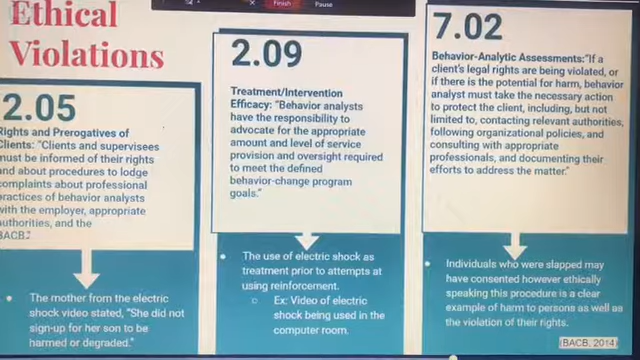 Finish
Pause
Ethical
Violations
2.05
Rights and Prerogatives of
Clients: "Clients and supervisees
must be informed of their rights
and about procedures to lodge
complaints about professional
practices of behavior analysts
with the employer, appropriate
authorities, and the
BACB."
The mother from the electric
shock video stated, "She did not
sign-up for her son to be
harmed or degraded."
2.09
Treatment/Intervention
Efficacy: "Behavior analysts
have the responsibility to
advocate for the appropriate
amount and level of service
provision and oversight required
to meet the defined
behavior-change program
goals."
The use of electric shock as
treatment prior to attempts at
using reinforcement.
Ex: Video of electric
shock being used in the
computer room.
7.02
Behavior-Analytic Assessments:"If a
client's legal rights are being violated, or
if there is the potential for harm, behavior
analyst must take the necessary action
to protect the client, including, but not
limited to, contacting relevant authorities,
following organizational policies, and
consulting with appropriate
professionals, and documenting their
efforts to address the matter."
Individuals who were slapped may
have consented however ethically
speaking this procedure is a clear
example of harm to persons as well as
the violation of their rights.
(BACB, 2014)